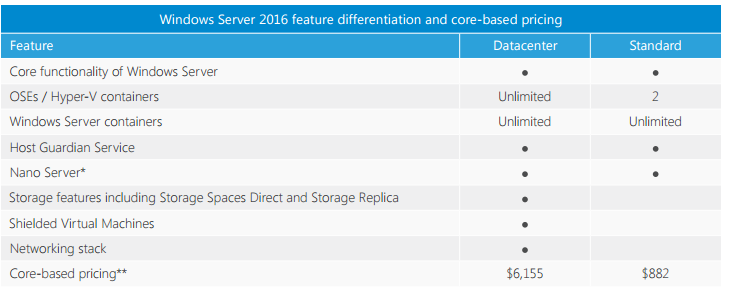 Windows Server 2016 feature differentiation and core-based pricing
Feature Datacenter Standard
Core functionality of Windows Server ● ●
OSEs / Hyper-V containers Unlimited 2
Windows Server containers Unlimited Unlimited
Host Guardian Service ● ●
Nano Server* ● ●
Storage features including Storage Spaces Direct and Storage Replica ●
Shielded Virtual Machines ●
Networking stack ●
Core-based pricing** $6,155 $882